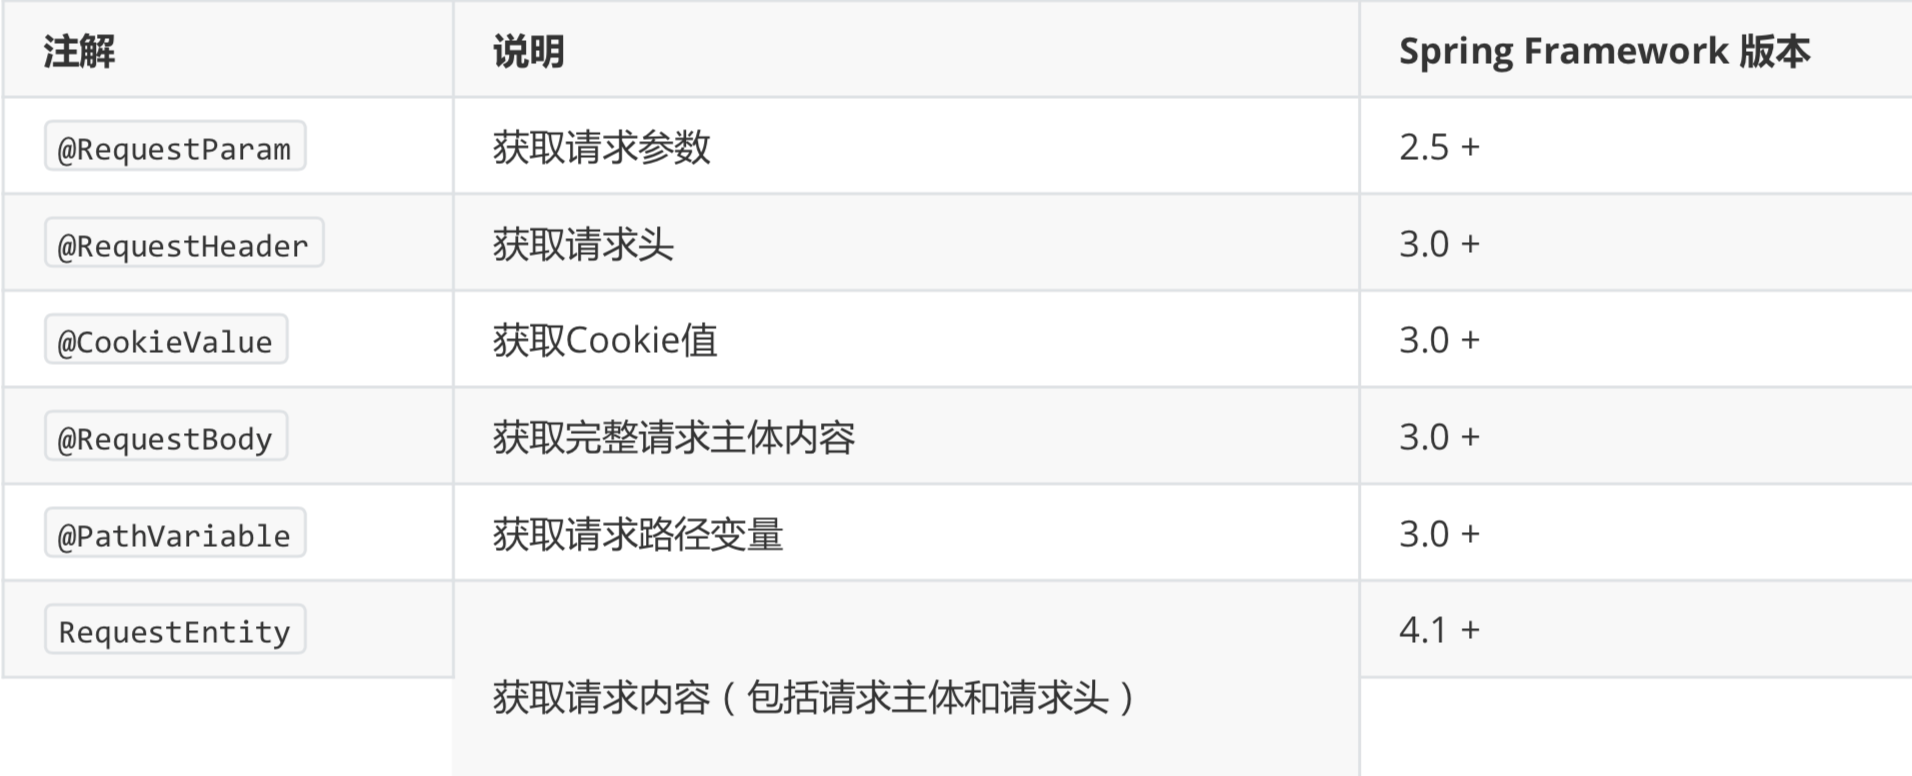 注解 说明 Spring Framework 版本
@RequestParam 获取请求参数 2.5 +
@RequestHeader 获取请求头 3.0 +
@CookieValue 获取Cookie值 3.0 +
@RequestBody 获取完整请求主体内容 3.0 +
@PathVariable 获取请求路径变量 3.0 +
RequestEntity 4.1 +
获取请求内容（包括请求主体和请求头）